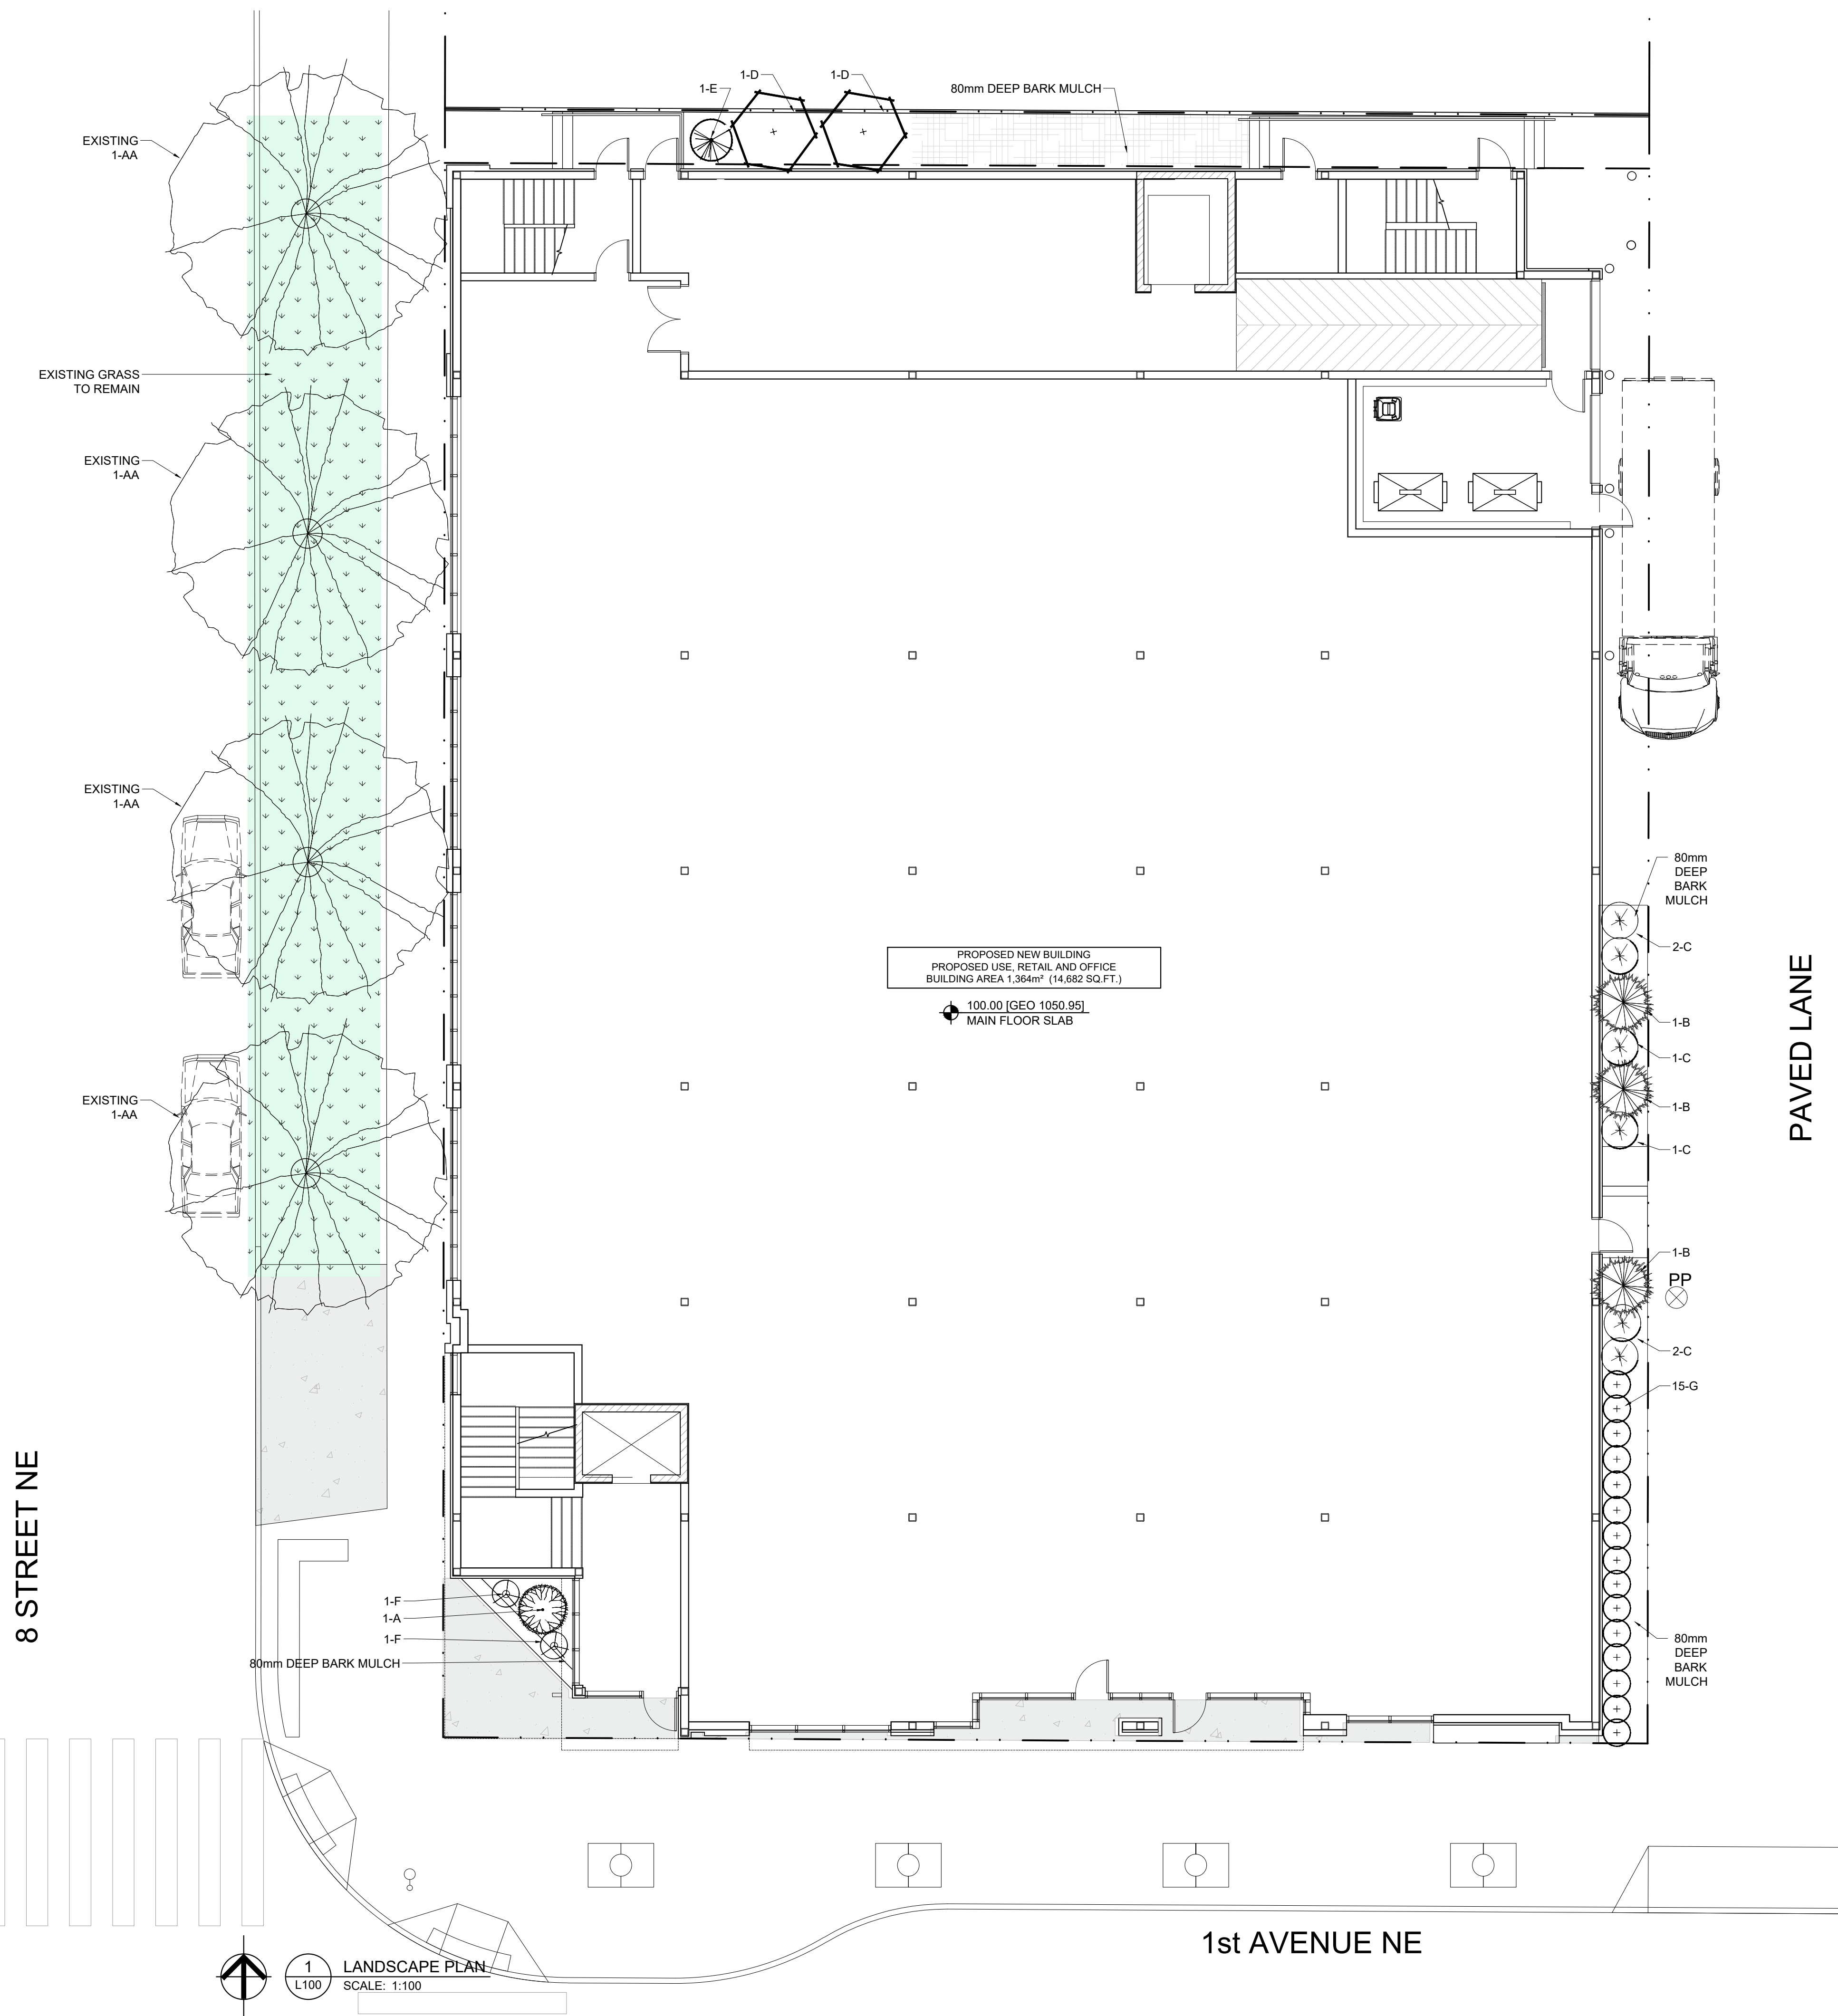 1-D
1-D
1-E
80mm DEEP BARK MULCH
EXISTING
1-AA
EXISTING GRASS
TO REMAIN
EXISTING
1-AA
EXISTING
1-AA
80mm
DEEP
BARK
MULCH
2-C
PROPOSED NEW BUILDING
PROPOSED USE, RETAIL AND OFFICE
BUILDING AREA 1,364m² (14,682 SQ.FT.)
100.00 [GEO 1050.95]
MAIN FLOOR SLAB
1-B
1-C
PAVED LANE
EXISTING
1-AA
1-B
1-C
1-B
PP
2-C
15-G
8 STREET NE
1-F
1-A
1-F
80mm DEEP BARK MULCH
80mm
DEEP
BARK
MULCH
1st AVENUE NE
1
L100
LANDSCAPE PLAN
SCALE: 1:100